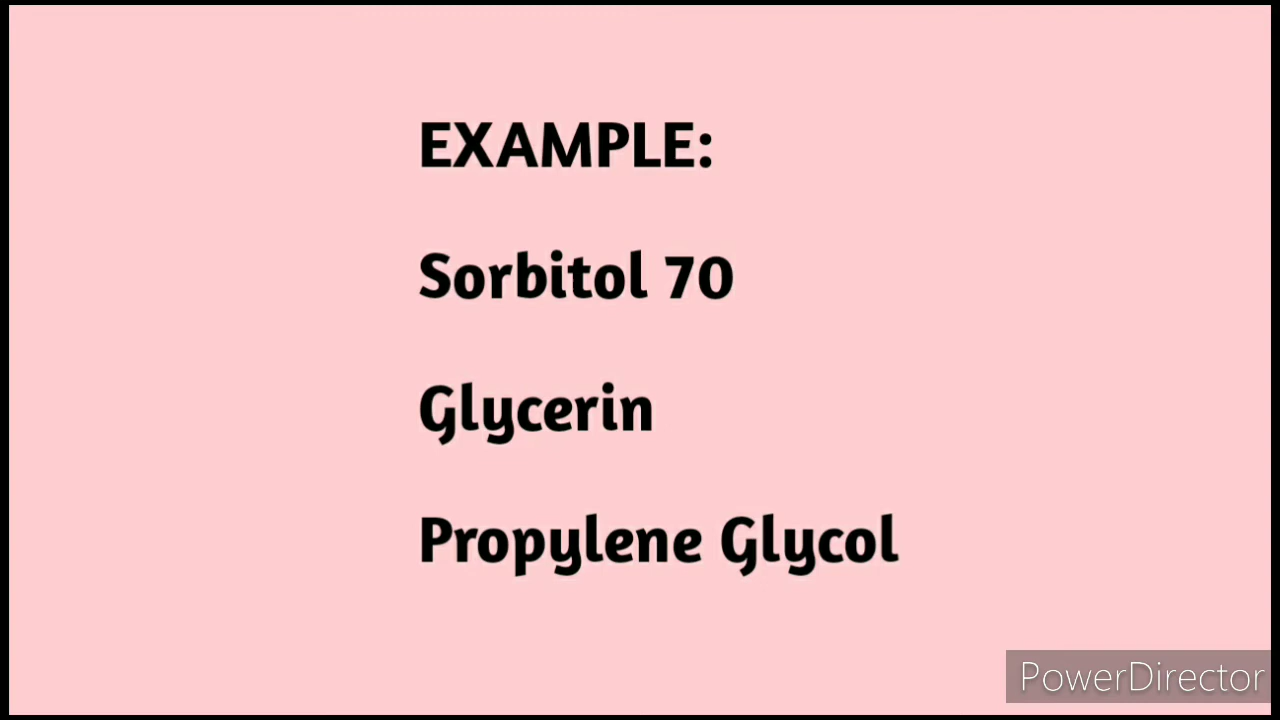 EXAMPLE:
Sorbitol 70
Glycerin
Propylene Glycol
PowerDirector